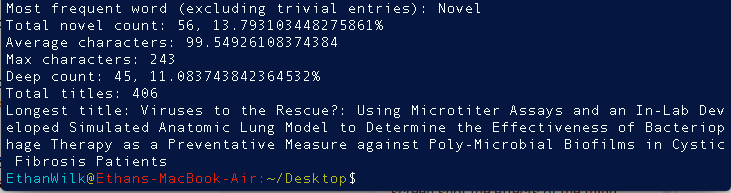 Most frequent word (excluding trivial entries): Novel
Total novel count: 56, 13.793103448275861%
Average characters: 99.54926108374384
Max characters: 243
Deep count: 45, 11.083743842364532%
Total titles: 406
Longest title: Viruses to the Rescue?: Using Microtiter Assays and an In-Lab Dev
eloped Simulated Anatomic Lung Model to Determine the Effectiveness of Bacteriop
hage Therapy as a Preventative Measure against Poly-Microbial Biofilms in Cystic
 Fibrosis Patients
EthanWilk@Ethans-MacBook-Air:~/Desktop$